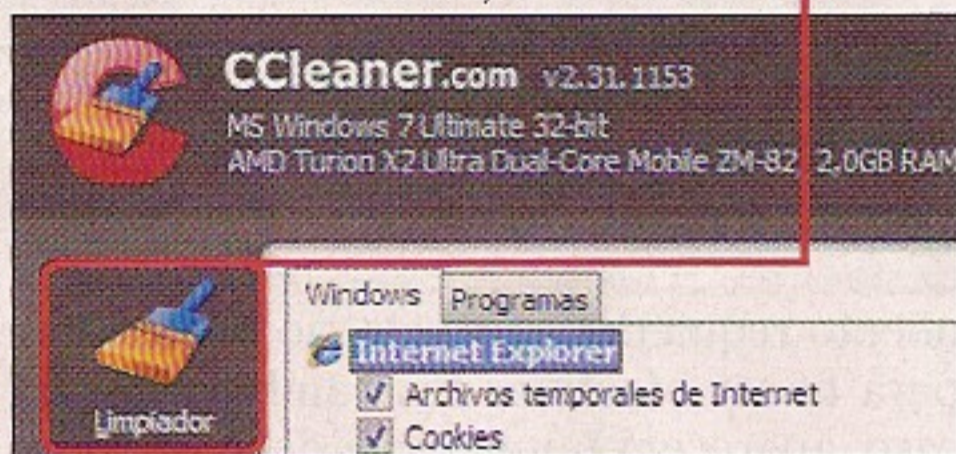 CCleaner.com v2.31.1153
MS Windows 7 Ultimate 32-bit
AMD Turion X2 Ultra Dual-Core Mobile ZM-82 2,0GB RAM
Limpiador
Windows Programas
Internet Explorer
Archivos temporales de Internet
Cookies